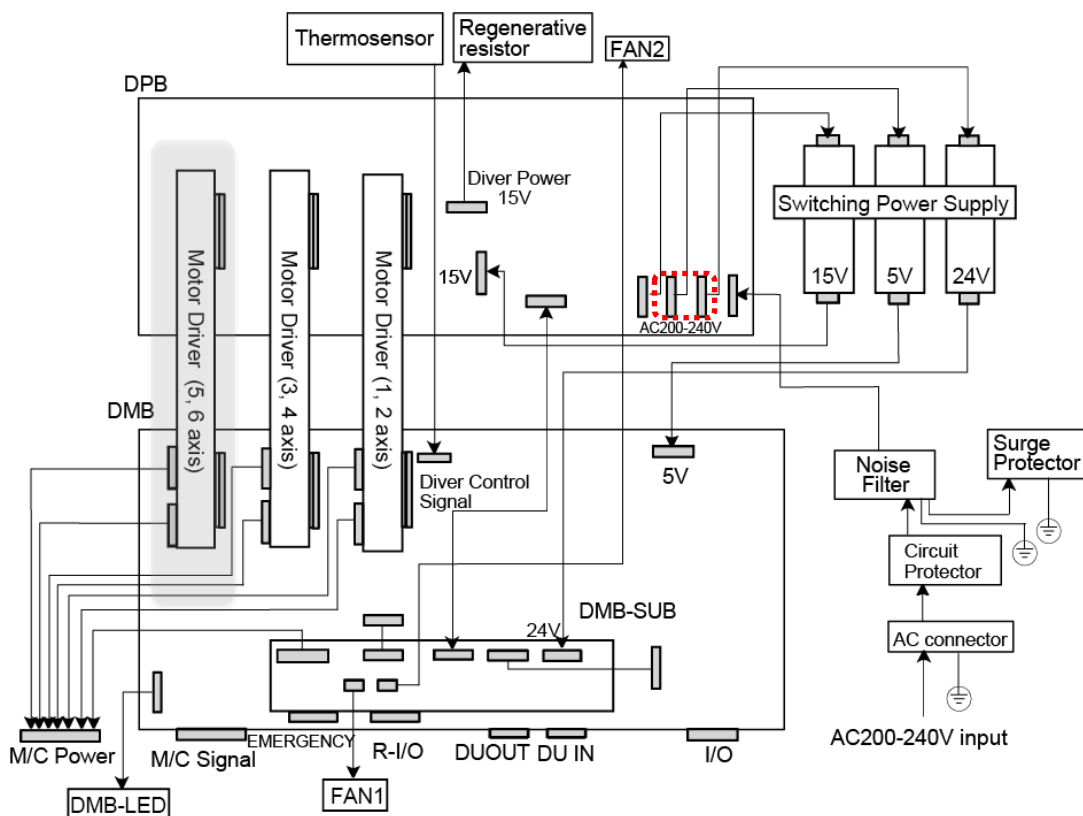 Thermosensor
Regenerative
resistor
FAN2
DPB
Diver Power
15V
15V
AC200-240V
Switching Power Supply
15V
5V
24V
Motor Driver (5, 6 axis)
Motor Driver (3, 4 axis)
Motor Driver (1, 2 axis)
DMB
Diver Control
Signal
5V
Noise
Filter
Surge
Protector
Circuit
Protector
DMB-SUB
24V
AC connector
EMERGENCY
M/C Power
M/C Signal
R-I/O
DUOUT
DU IN
I/O
AC200-240V input
DMB-LED
FAN1